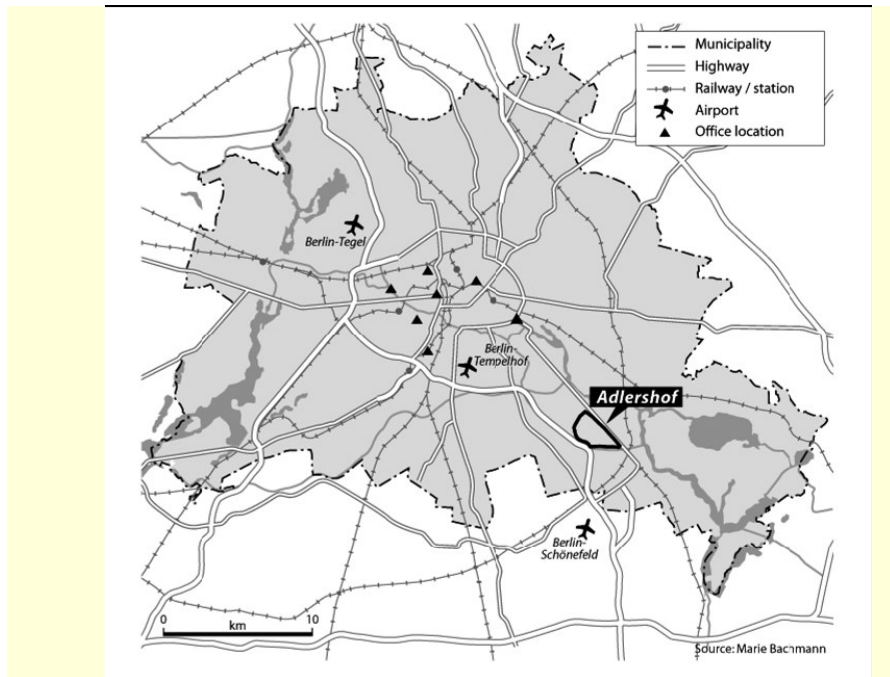 Municipality
Highway
Railway / station
Airport
Office location
Berlin-Tegel
Berlin-
Tempelhof
Adlershof
Berlin-
Schönefeld
0 10
km
Source: Marie Bachmann